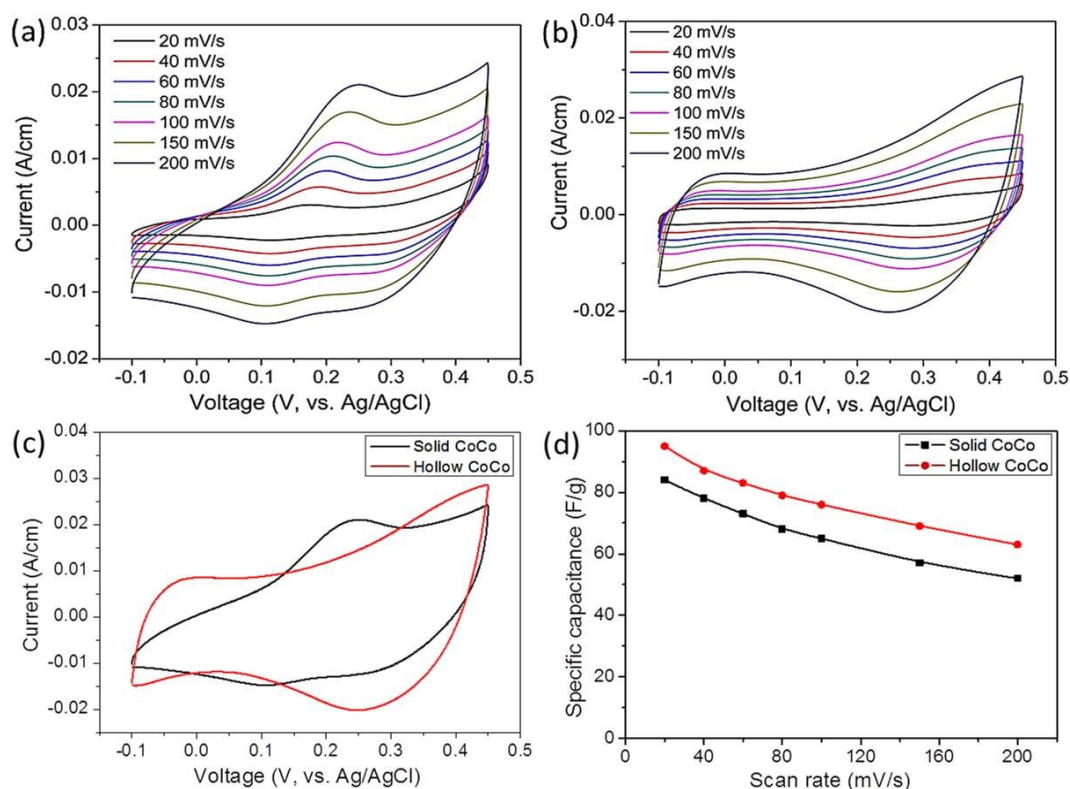 (a)
20 mV/s
40 mV/s
60 mV/s
80 mV/s
100 mV/s
150 mV/s
200 mV/s
0.03
0.02
0.01
0.00
-0.01
-0.02
Current (A/cm)
-0.1 0.0 0.1 0.2 0.3 0.4 0.5
Voltage (V, vs. Ag/AgCl)
(b)
20 mV/s
40 mV/s
60 mV/s
80 mV/s
100 mV/s
150 mV/s
200 mV/s
0.04
0.02
0.00
-0.02
Current (A/cm)
-0.1 0.0 0.1 0.2 0.3 0.4 0.5
Voltage (V, vs. Ag/AgCl)
(c)
Solid CoCo
Hollow CoCo
0.04
0.03
0.02
0.01
0.00
-0.01
-0.02
Current (A/cm)
-0.1 0.0 0.1 0.2 0.3 0.4 0.5
Voltage (V, vs. Ag/AgCl)
(d)
Solid CoCo
Hollow CoCo
100
80
60
40
20
0
Specific capacitance (F/g)
0 40 80 120 160 200
Scan rate (mV/s)